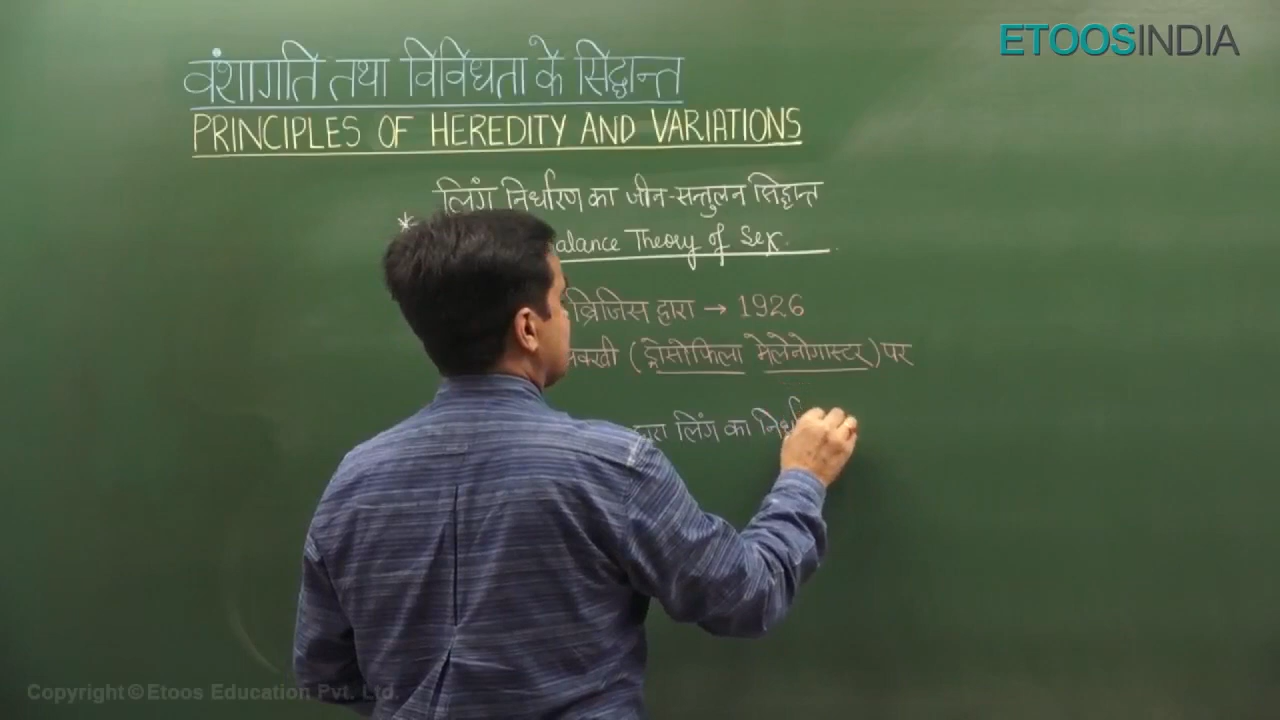 ETOOSINDIA
वंशागति तथा विविधता के सिद्धान्त
PRINCIPLES OF HEREDITY AND VARIATIONS
लिंग निर्धारण का जीन-सन्तुलन सिद्धान्त
* alance Theory of Sex.
ब्रिजिस द्वारा → 1926
(ड्रोसोफिला मेलेनोगास्टर) पर
द्वारा लिंग का
Copyright © Etoos Education Pvt. Ltd.